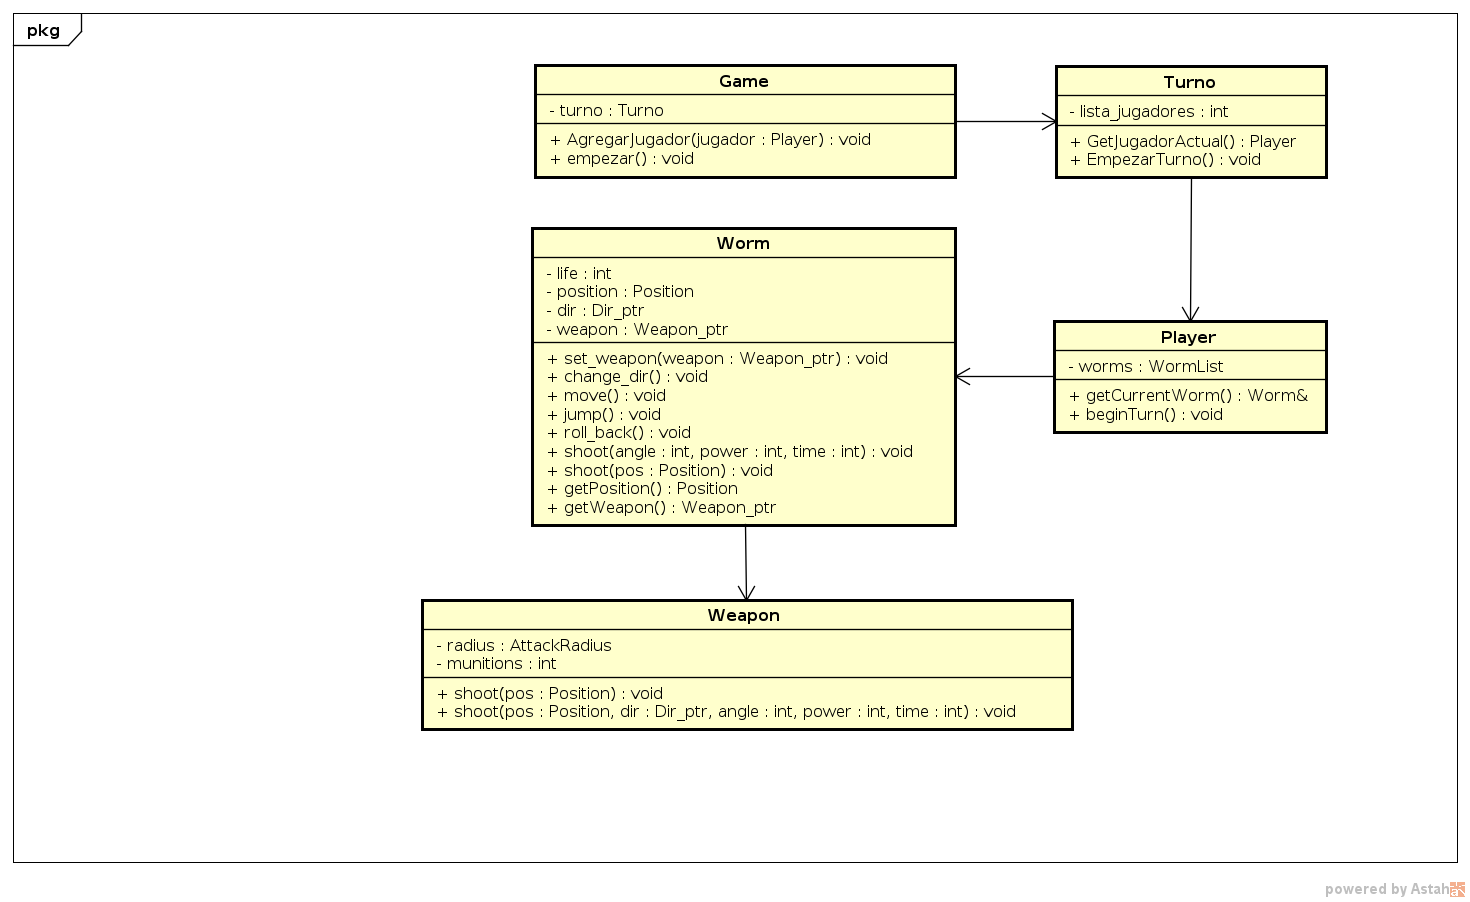 pkg
Game
- turno : Turno
+ AgregarJugador(jugador : Player) : void
+ empezar() : void
Turno
- lista_jugadores : int
+ GetJugadorActual() : Player
+ EmpezarTurno() : void
Worm
- life : int
- position : Position
- dir : Dir_ptr
- weapon : Weapon_ptr
+ set_weapon(weapon : Weapon_ptr) : void
+ change_dir() : void
+ move() : void
+ jump() : void
+ roll_back() : void
+ shoot(angle : int, power : int, time : int) : void
+ shoot(pos : Position) : void
+ getPosition() : Position
+ getWeapon() : Weapon_ptr
Player
- worms : WormList
+ getCurrentWorm() : Worm&
+ beginTurn() : void
Weapon
- radius : AttackRadius
- munitions : int
+ shoot(pos : Position) : void
+ shoot(pos : Position, dir : Dir_ptr, angle : int, power : int, time : int) : void
powered by Astah